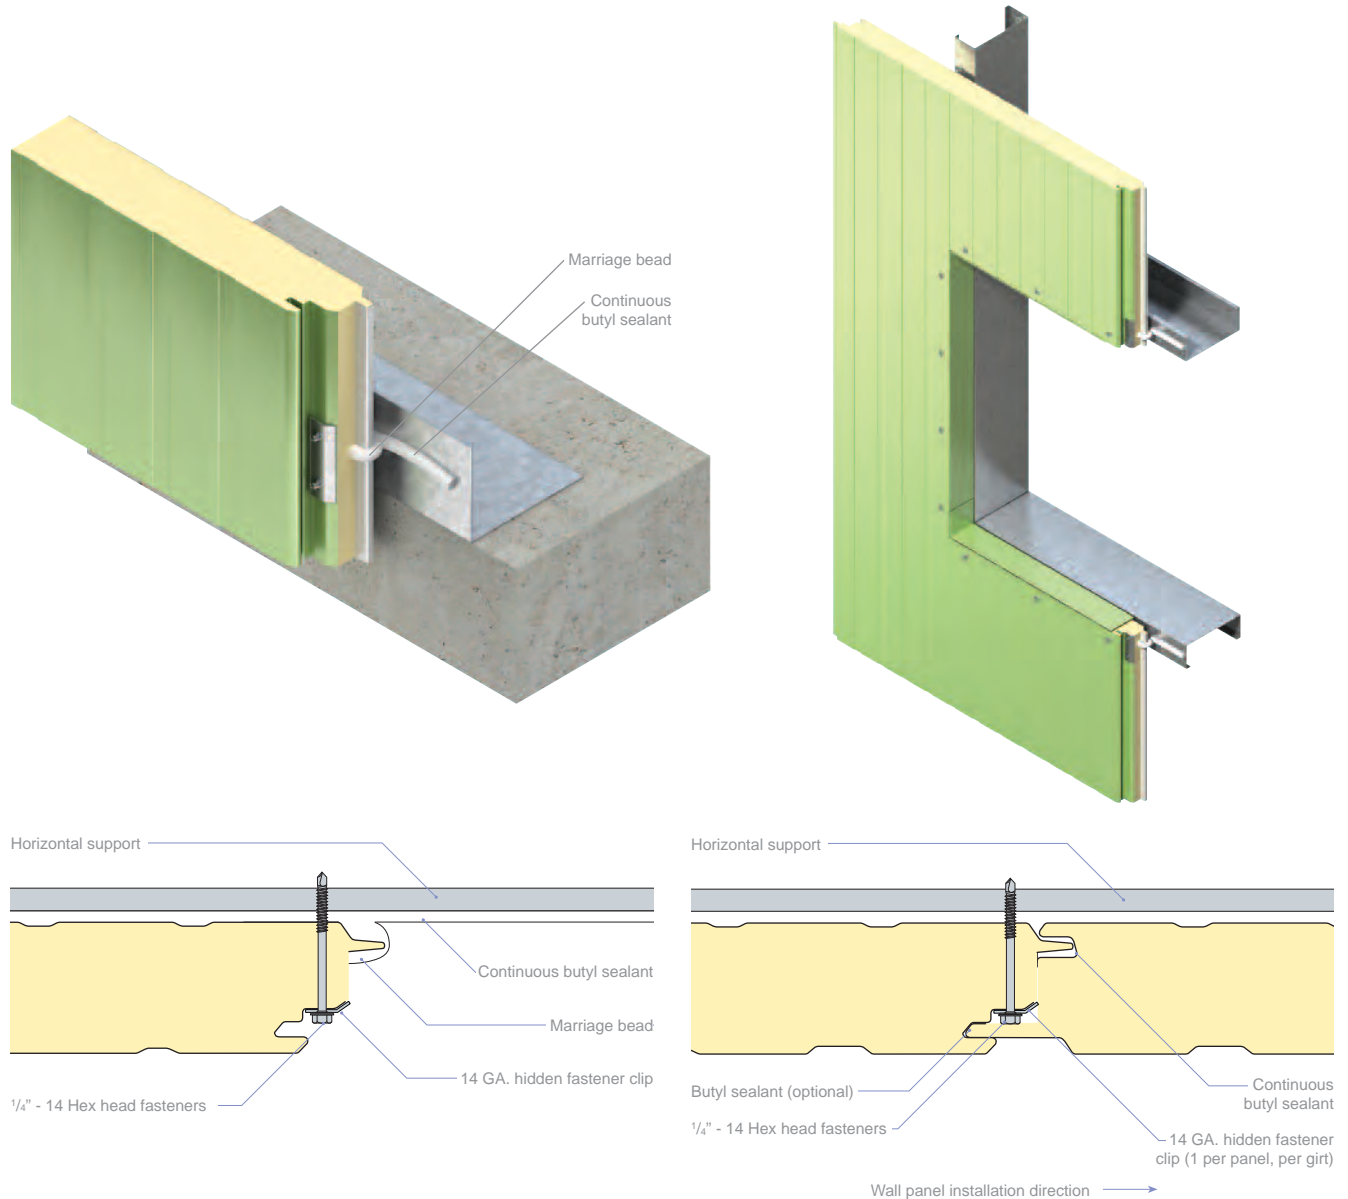 Marriage bead
Continuous
butyl sealant
Horizontal support
Continuous butyl sealant
Marriage bead
14 GA. hidden fastener clip
1/4” - 14 Hex head fasteners
Horizontal support
Butyl sealant (optional)
1/4” - 14 Hex head fasteners
Continuous
butyl sealant
14 GA. hidden fastener
clip (1 per panel, per girt)
Wall panel installation direction